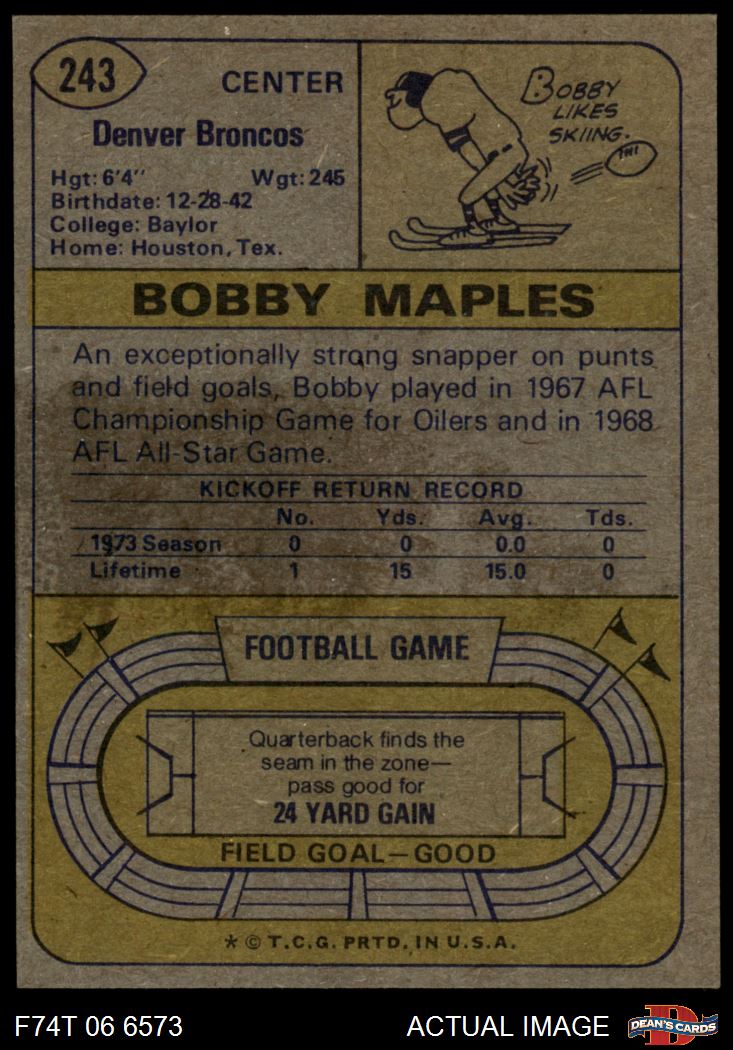 243
CENTER
Denver Broncos
Hgt: 6'4" Wgt: 245
Birthdate: 12-28-42
College: Baylor
Home: Houston, Tex.
BOBBY
LIKES
SKIING.
BOBBY MAPLES
An exceptionally strong snapper on punts
and field goals, Bobby played in 1967 AFL
Championship Game for Oilers and in 1968
AFL All-Star Game.
KICKOFF RETURN RECORD
No. Yds. Avg. Tds.
1973 Season 0 0 0.0 0
Lifetime 1 15 15.0 0
FOOTBALL GAME
Quarterback finds the
seam in the zone—
pass good for
24 YARD GAIN
FIELD GOAL—GOOD
* © T.C.G. PRTD. IN U.S.A.
F74T 06 6573 ACTUAL IMAGE
DEAN'S CARDS